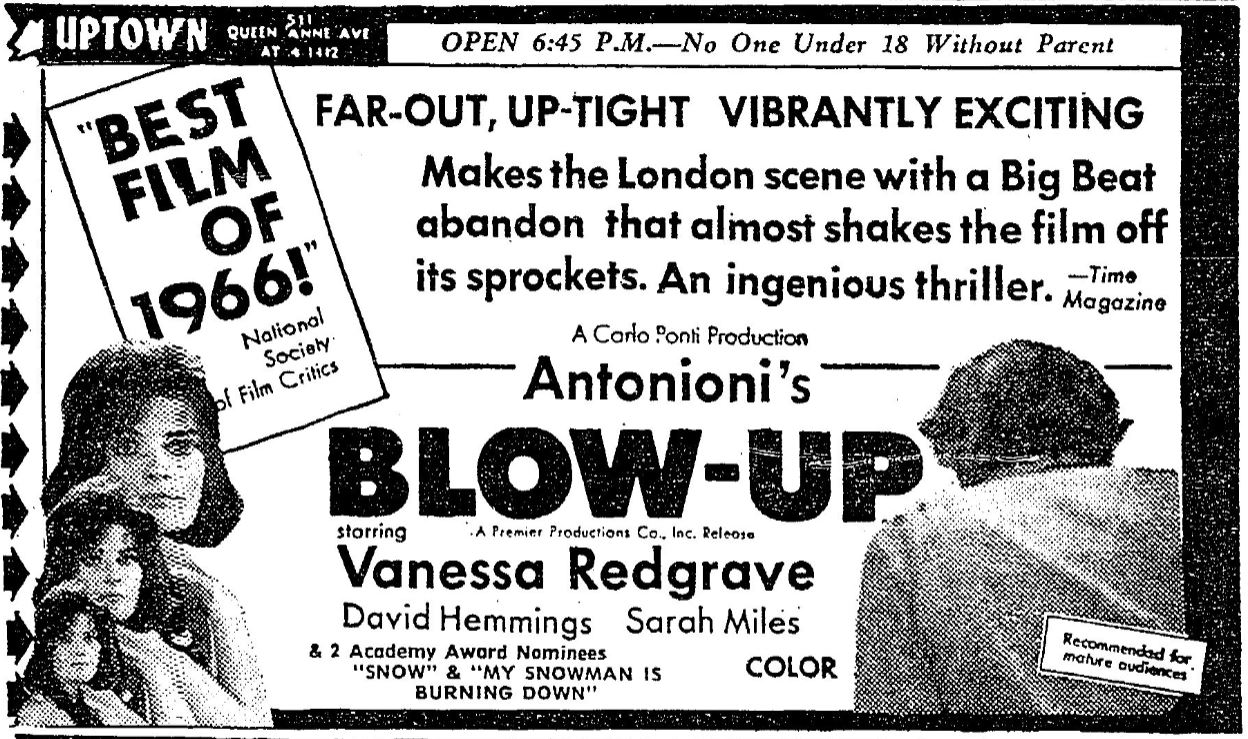 UPTOWN
511
QUEEN ANNE AVE
AT
OPEN 6:45 P.M.—No One Under 18 Without Parent
"BEST
FILM
OF
1966!"
National
Society
of Film Critics
FAR-OUT, UP-TIGHT VIBRANTLY EXCITING
Makes the London scene with a Big Beat
abandon that almost shakes the film off
its sprockets. An ingenious thriller. —Time
Magazine
A Carlo Ponti Production
Antonioni's
BLOW-UP
starring
A Premier Productions Co., Inc. Release
Vanessa Redgrave
David Hemmings Sarah Miles
& 2 Academy Award Nominees
"SNOW" & "MY SNOWMAN IS
BURNING DOWN"
COLOR
Recommended for
mature audiences